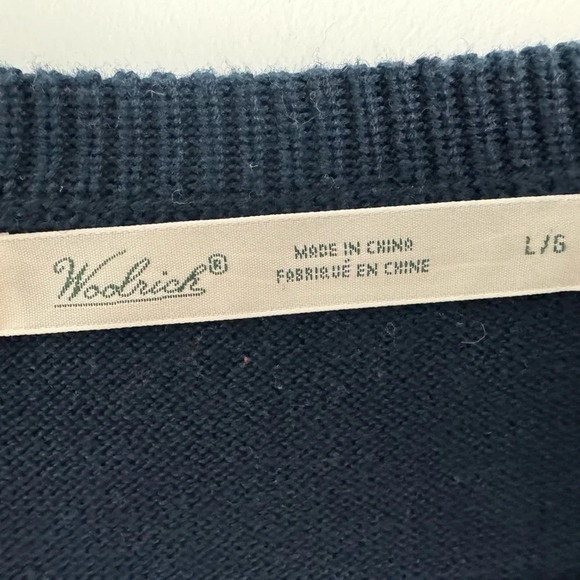 Woolrich®
MADE IN CHINA
FABRIQUÉ EN CHINE
L/G